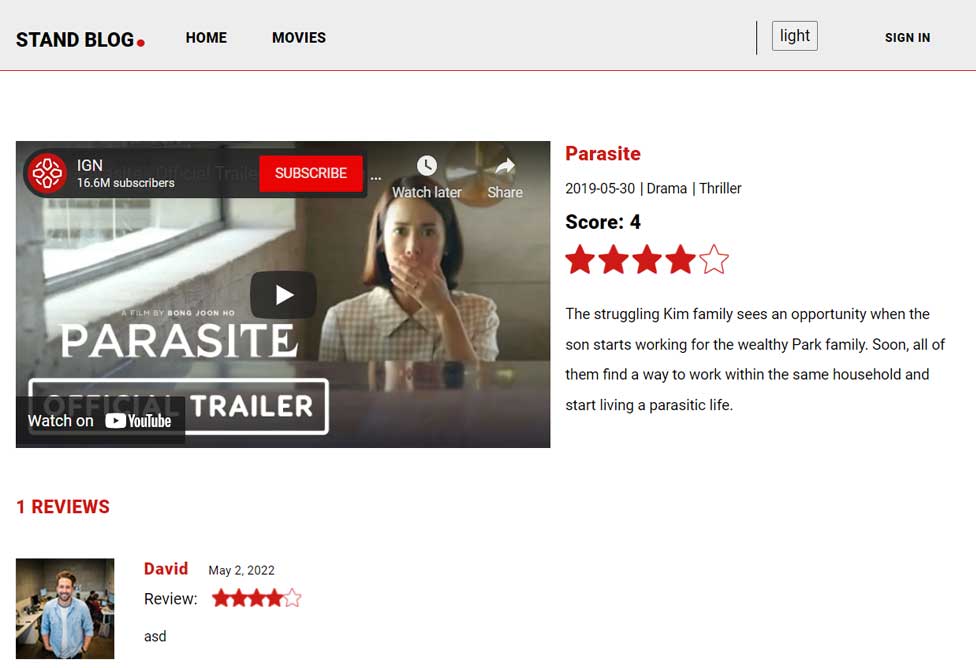 STAND BLOG
HOME
MOVIES
light
SIGN IN
IGN
16.6M subscribers
SUBSCRIBE
...
Watch later
Share
A FILM BY BONG JOON HO
PARASITE
OFFICIAL TRAILER
Watch on YouTube
Parasite
2019-05-30 | Drama | Thriller
Score: 4
The struggling Kim family sees an opportunity when the
son starts working for the wealthy Park family. Soon, all of
them find a way to work within the same household and
start living a parasitic life.
1 REVIEWS
David May 2, 2022
Review:
asd